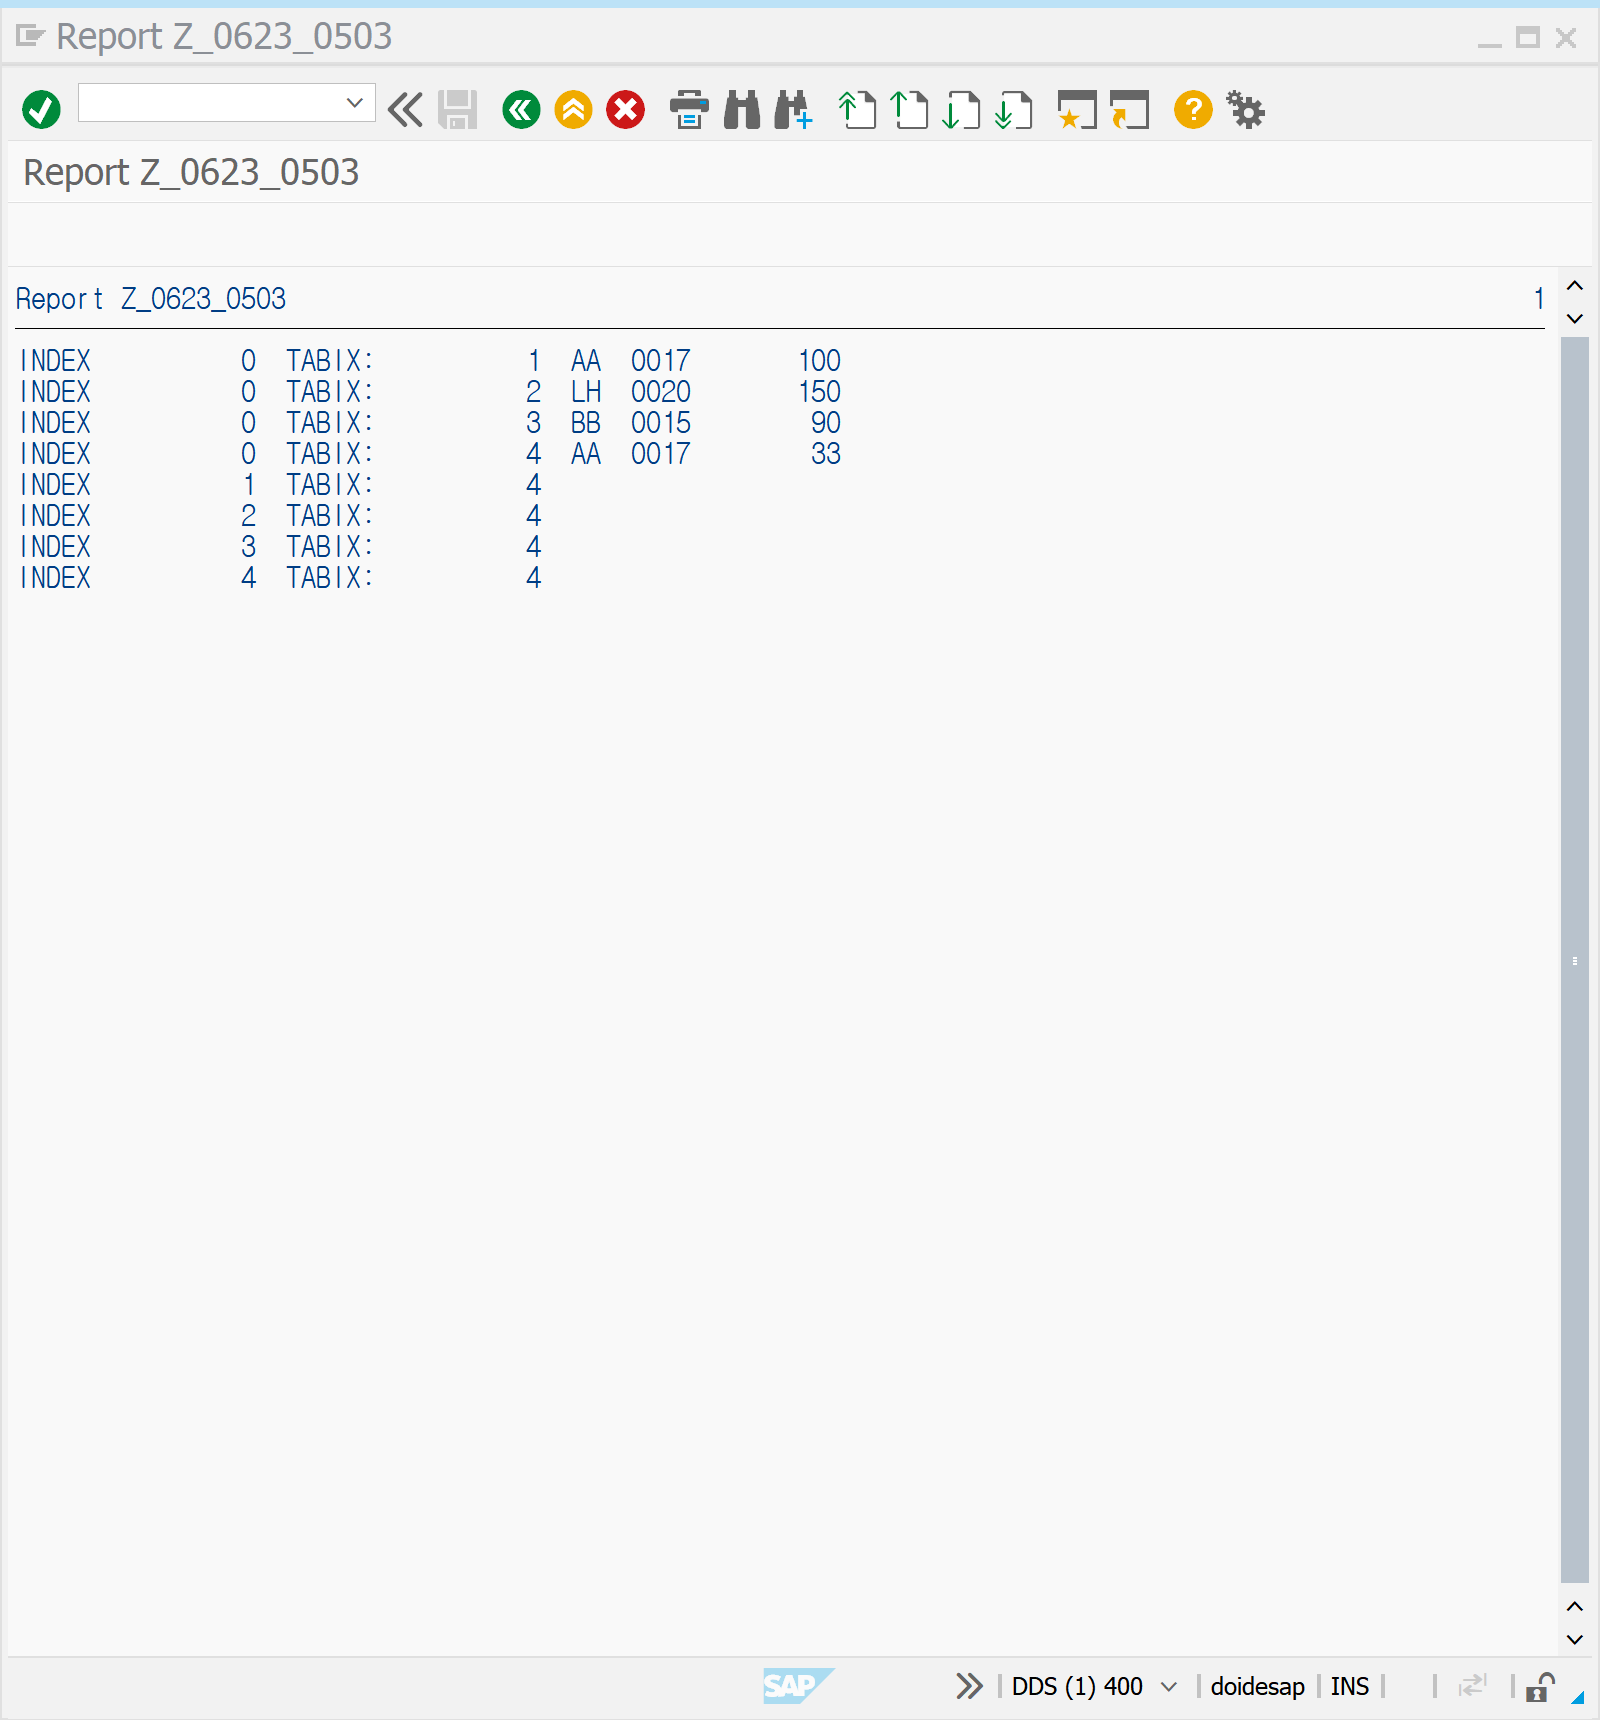 Report Z_0623_0503
Report Z_0623_0503
Report Z_0623_0503 1
INDEX 0 TABIX: 1 AA 0017 100
INDEX 0 TABIX: 2 LH 0020 150
INDEX 0 TABIX: 3 BB 0015 90
INDEX 0 TABIX: 4 AA 0017 33
INDEX 1 TABIX: 4
INDEX 2 TABIX: 4
INDEX 3 TABIX: 4
INDEX 4 TABIX: 4
SAP DDS (1) 400 doidesap INS